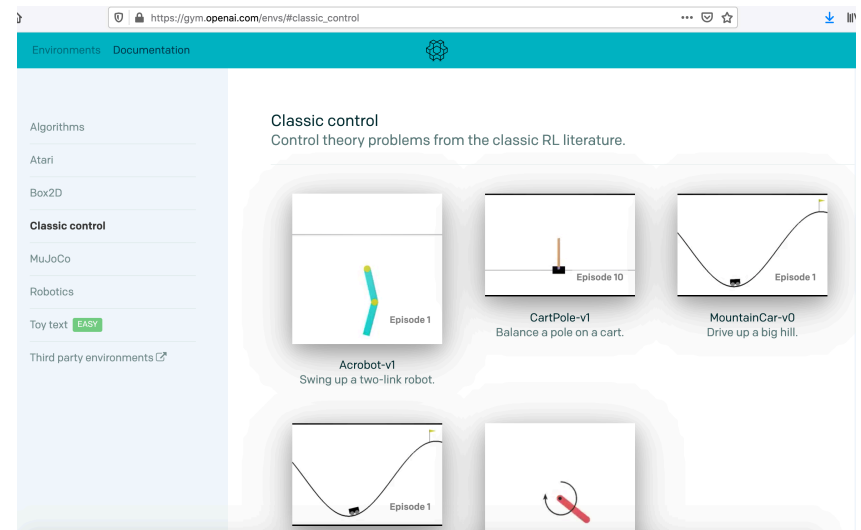 https://gym.openai.com/envs/#classic_control
Environments Documentation
Algorithms
Atari
Box2D
Classic control
MuJoCo
Robotics
Toy text EASY
Third party environments
Classic control
Control theory problems from the classic RL literature.
Episode 1
Acrobot-v1
Swing up a two-link robot.
Episode 10
CartPole-v1
Balance a pole on a cart.
Episode 1
MountainCar-v0
Drive up a big hill.
Episode 1